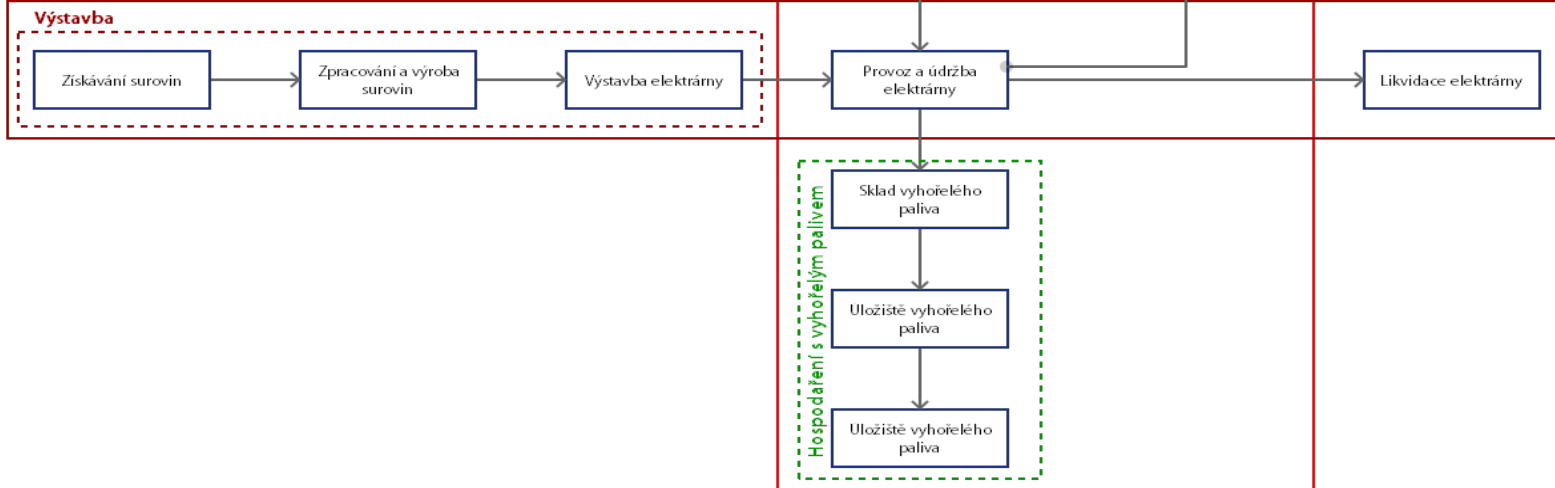 Výstavba
Získávání surovin
Zpracování a výroba
surovin
Výstavba elektrárny
Provoz a údržba
elektrárny
Likvidace elektrárny
Hospodaření s vyhořelým palivem
Sklad vyhořelého
paliva
Uložiště vyhořelého
paliva
Uložiště vyhořelého
paliva